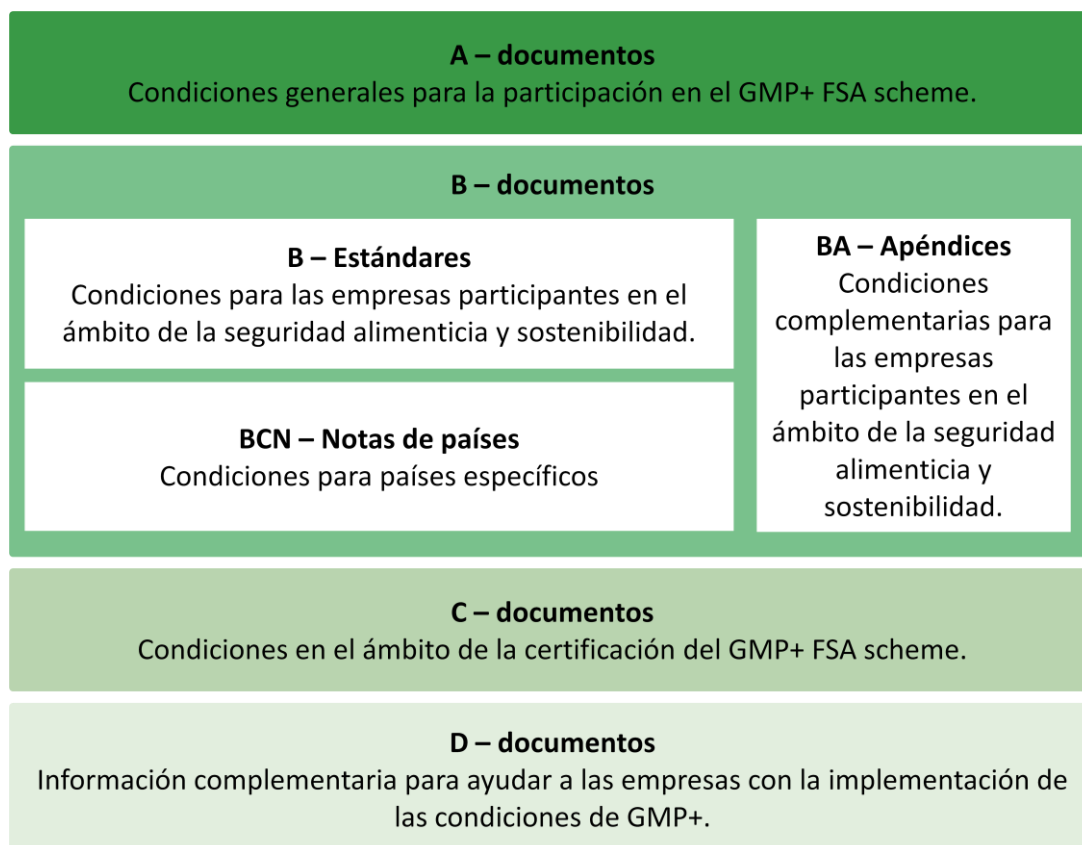 A – documentos
Condiciones generales para la participación en el GMP+ FSA scheme.
B – documentos
B – Estándares
Condiciones para las empresas participantes en el
ámbito de la seguridad alimenticia y sostenibilidad.
BCN – Notas de países
Condiciones para países específicos
BA – Apéndices
Condiciones
complementarias para
las empresas
participantes en el
ámbito de la seguridad
alimenticia y
sostenibilidad.
C – documentos
Condiciones en el ámbito de la certificación del GMP+ FSA scheme.
D – documentos
Información complementaria para ayudar a las empresas con la implementación de
las condiciones de GMP+.